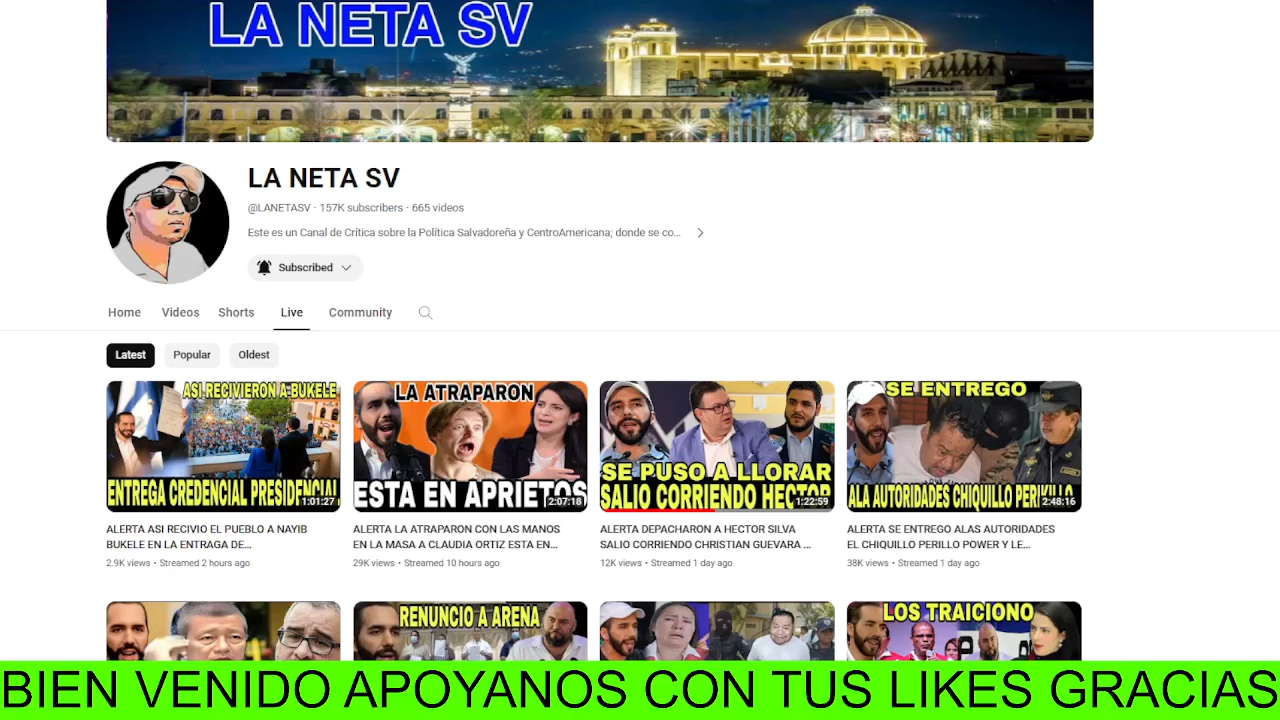 LA NETA SV
LA NETA SV
@LANETASV · 157K subscribers · 665 videos
Este es un Canal de Crítica sobre la Política Salvadoreña y CentroAmericana; donde se co...
Subscribed
Home Videos Shorts Live Community
Latest Popular Oldest
ASI RECIVIERON A BUKELE
ENTREGA CREDENCIAL PRESIDENCIAL
1:01:27
LA ATRAPARON
ESTA EN APRIETOS
2:07:18
SE PUSO A LLORAR
SALIO CORRIENDO HECTOR
1:22:59
SE ENTREGO
ALA AUTORIDADES CHIQUILLO PERILLO
2:48:16
ALERTA ASI RECIVIO EL PUEBLO A NAYIB
BUKELE EN LA ENTRAGA DE...
2.9K views • Streamed 2 hours ago
ALERTA LA ATRAPARON CON LAS MANOS
EN LA MASA A CLAUDIA ORTIZ ESTA EN...
29K views • Streamed 10 hours ago
ALERTA DEPACHARON A HECTOR SILVA
SALIO CORRIENDO CHRISTIAN GUEVARA ...
12K views • Streamed 1 day ago
ALERTA SE ENTREGO ALAS AUTORIDADES
EL CHIQUILLO PERILLO POWER Y LE...
38K views • Streamed 1 day ago
RENUNCIO A ARENA
LOS TRAICIONO
BIEN VENIDO APOYANOS CON TUS LIKES GRACIAS